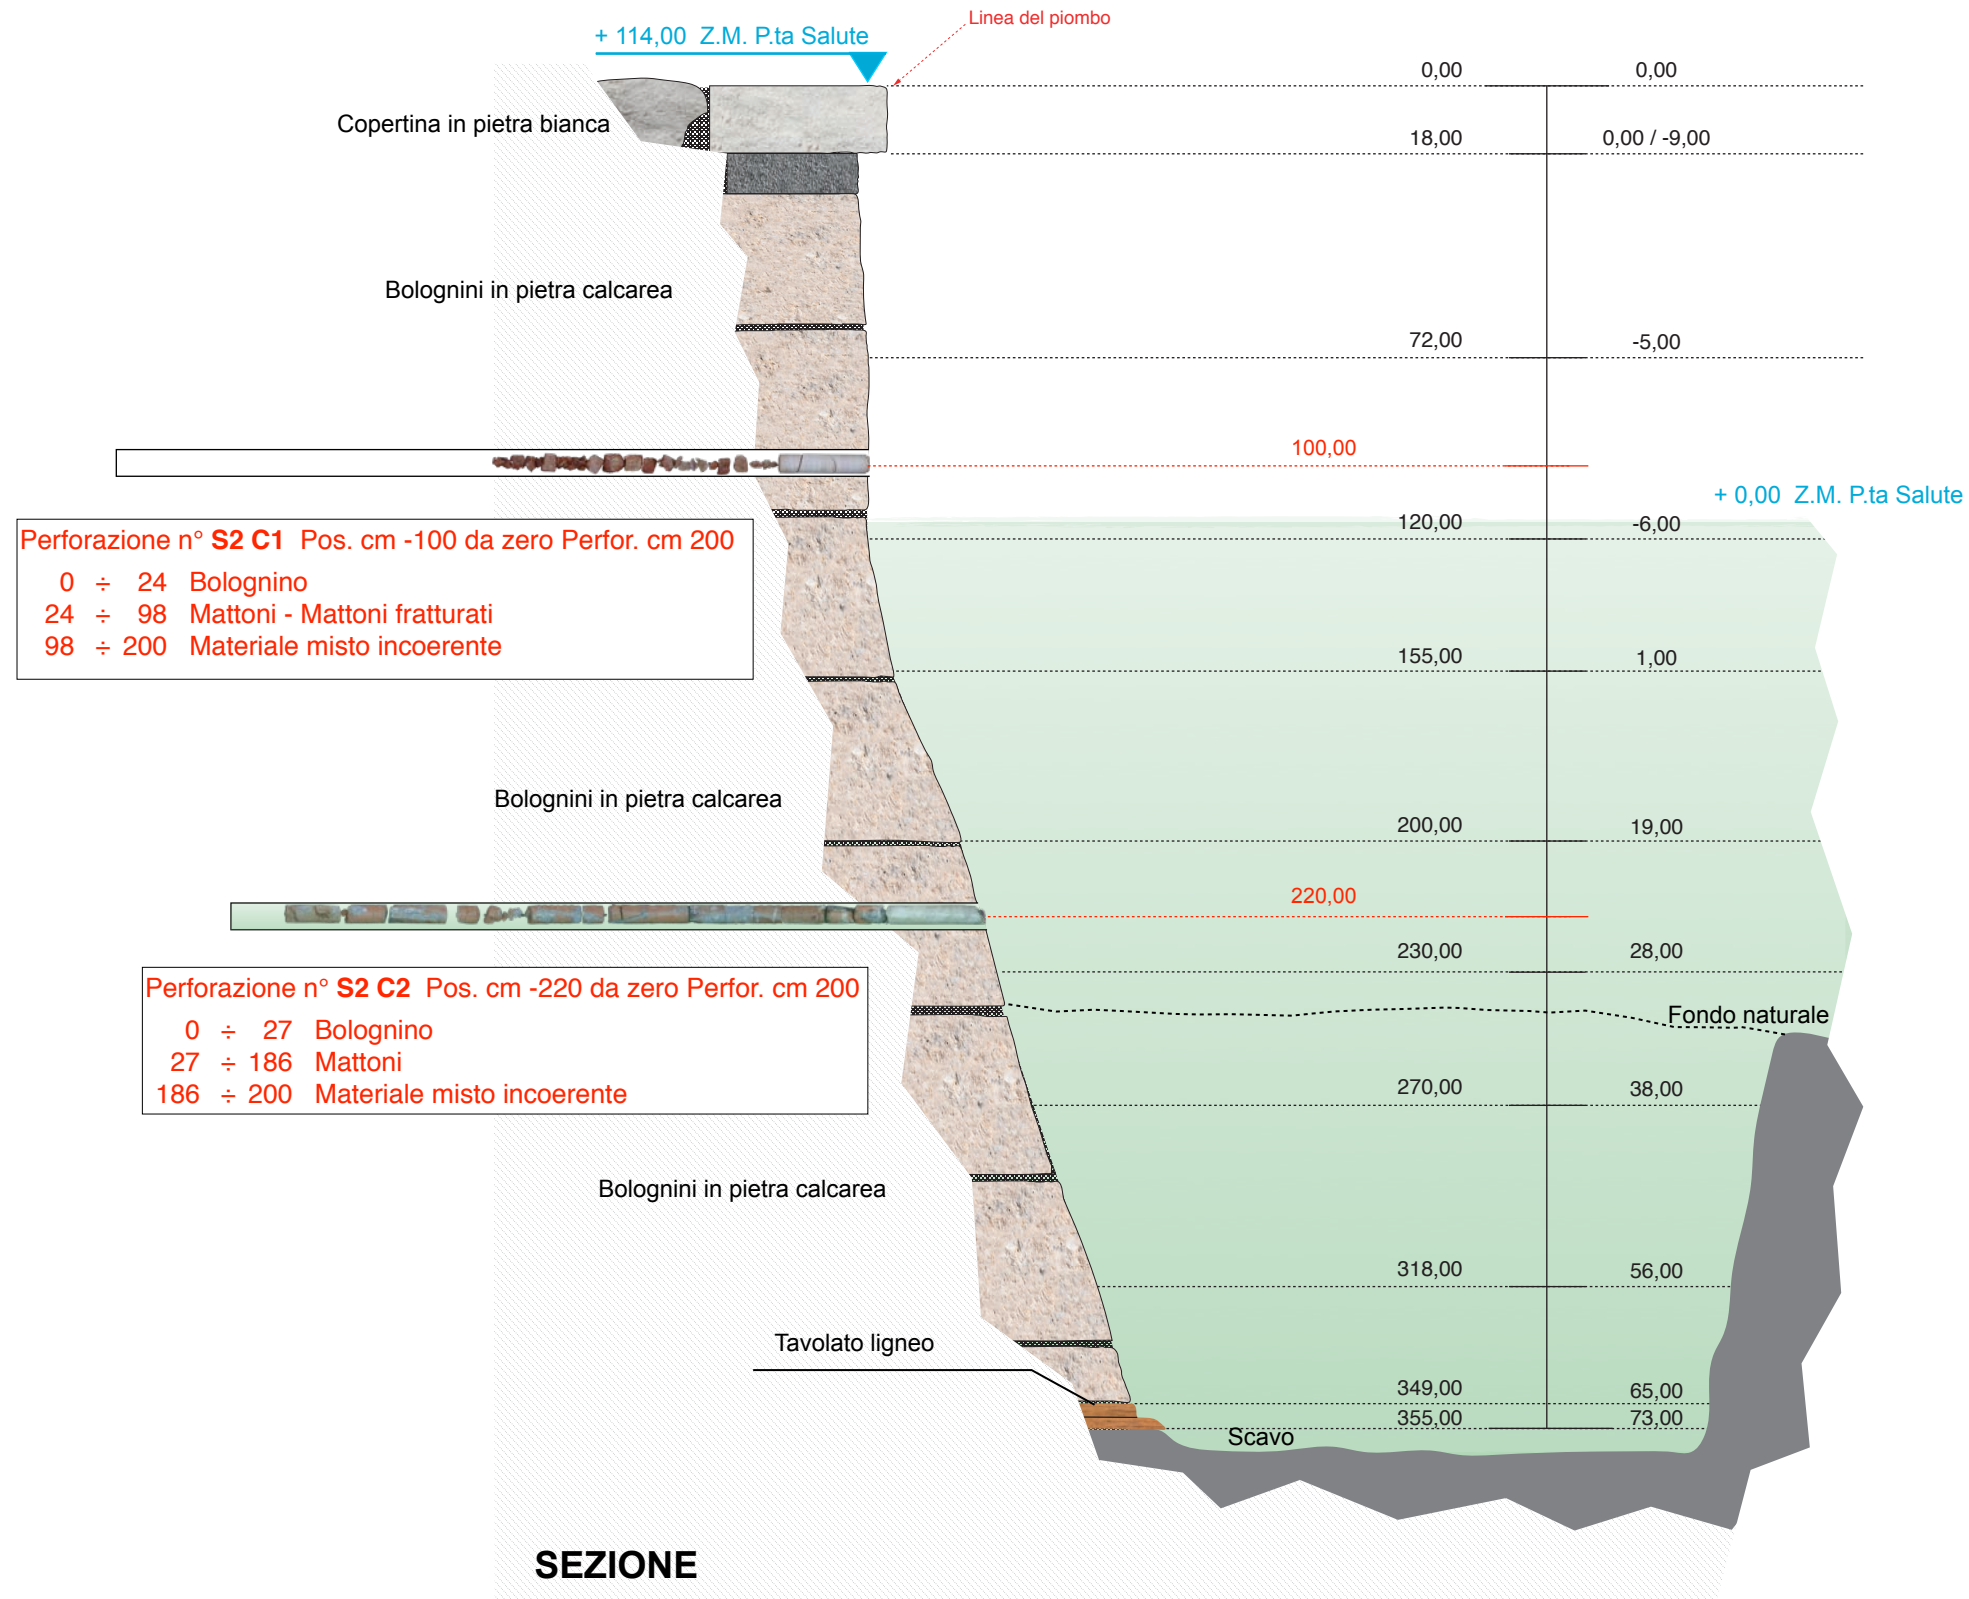 Linea del piombo
+ 114,00 Z.M. P.ta Salute
0,00 0,00
Copertina in pietra bianca
18,00 0,00 / -9,00
Bolognini in pietra calcarea
72,00 -5,00
100,00
+ 0,00 Z.M. P.ta Salute
120,00 -6,00
Perforazione n° S2 C1 Pos. cm -100 da zero Perfor. cm 200
0 ÷ 24 Bolognino
24 ÷ 98 Mattoni - Mattoni fratturati
98 ÷ 200 Materiale misto incoerente
155,00 1,00
Bolognini in pietra calcarea
200,00 19,00
220,00
230,00 28,00
Perforazione n° S2 C2 Pos. cm -220 da zero Perfor. cm 200
0 ÷ 27 Bolognino
27 ÷ 186 Mattoni
186 ÷ 200 Materiale misto incoerente
Fondo naturale
270,00 38,00
Bolognini in pietra calcarea
318,00 56,00
Tavolato ligneo
349,00 65,00
355,00 73,00
Scavo
SEZIONE